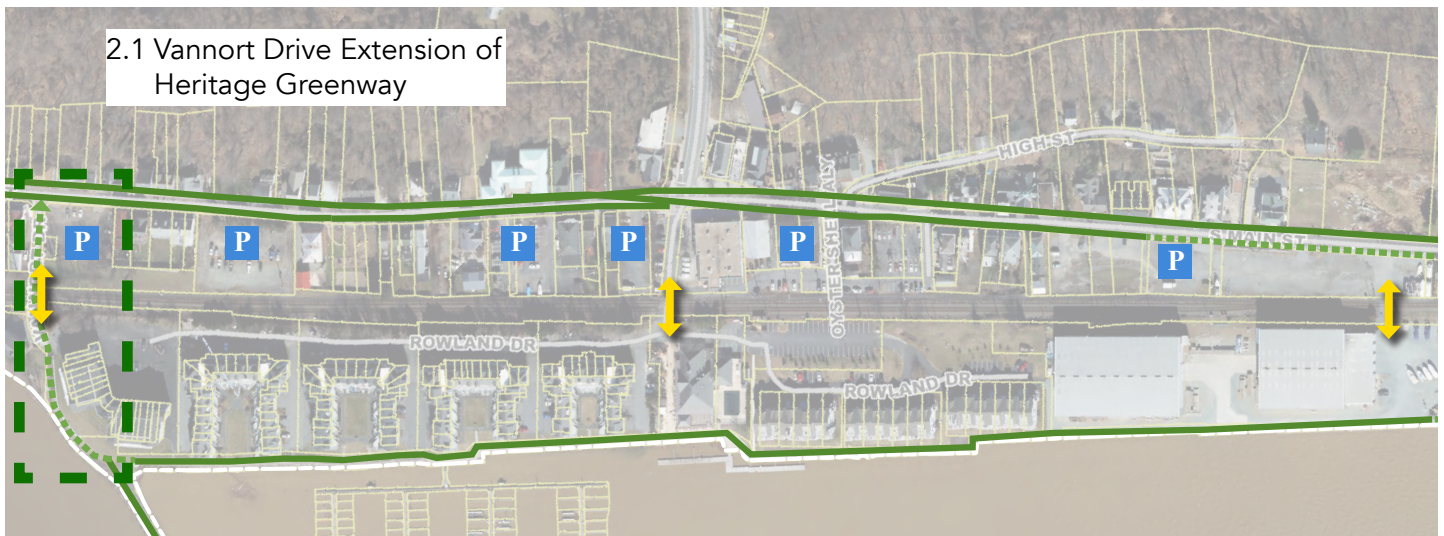 2.1 Vannort Drive Extension of
Heritage Greenway
HIGH ST
P
P
P
P
P
OYSTERSHELL ALY
S MAIN ST
P
ROWLAND DR
ROWLAND DR